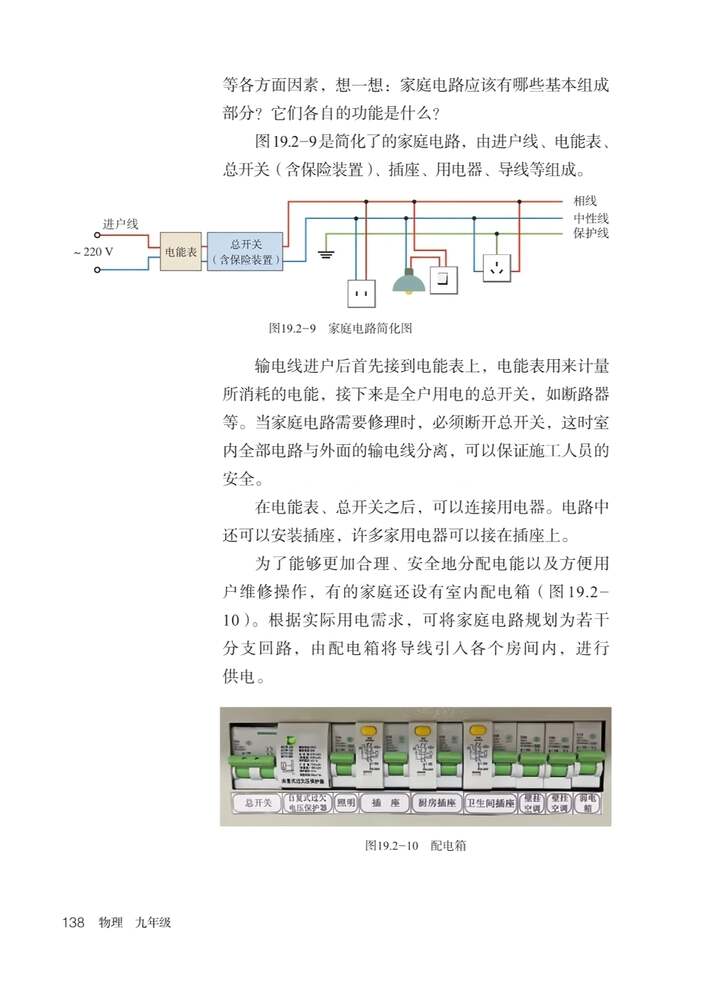 等各方面因素，想一想：家庭电路应该有哪些基本组成
部分？它们各自的功能是什么？
图19.2-9是简化了的家庭电路，由进户线、电能表、
总开关（含保险装置）、插座、用电器、导线等组成。
相线
中性线
保护线
进户线
~ 220 V
电能表
总开关
（含保险装置）
图19.2-9 家庭电路简化图
输电线进户后首先接到电能表上，电能表用来计量
所消耗的电能，接下来是全户用电的总开关，如断路器
等。当家庭电路需要修理时，必须断开总开关，这时室
内全部电路与外面的输电线分离，可以保证施工人员的
安全。
在电能表、总开关之后，可以连接用电器。电路中
还可以安装插座，许多家用电器可以接在插座上。
为了能够更加合理、安全地分配电能以及方便用
户维修操作，有的家庭还设有室内配电箱（图19.2-
10）。根据实际用电需求，可将家庭电路规划为若干
分支回路，由配电箱将导线引入各个房间内，进行
供电。
自复式过欠压保护器
总开关
自复式过欠
电压保护器
照明
插 座
厨房插座
卫生间插座
壁挂
空调
壁挂
空调
弱电
箱
图19.2-10 配电箱
138 物理 九年级